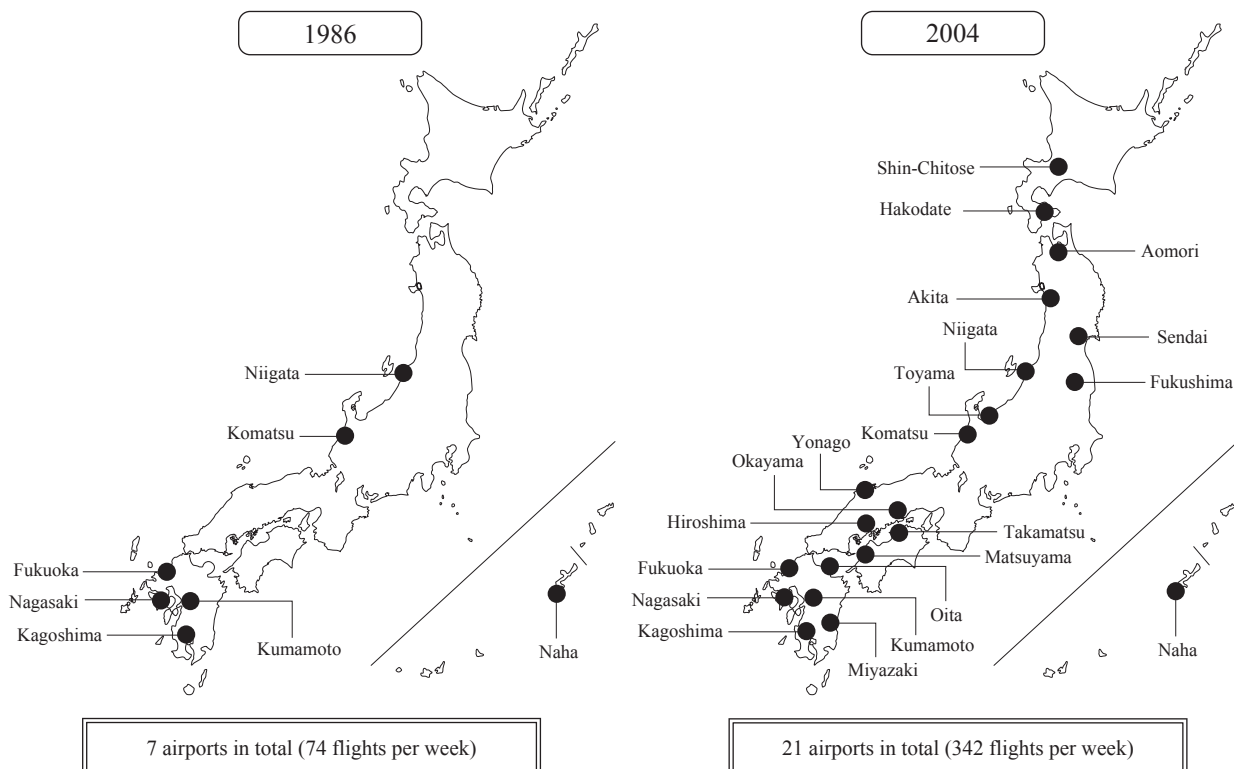 1986
Niigata
Komatsu
Fukuoka
Nagasaki
Kagoshima
Kumamoto
Naha
7 airports in total (74 flights per week)
2004
Shin-Chitose
Hakodate
Aomori
Akita
Niigata
Sendai
Toyama
Fukushima
Komatsu
Yonago
Okayama
Hiroshima
Takamatsu
Matsuyama
Fukuoka
Nagasaki
Oita
Kagoshima
Kumamoto
Miyazaki
Naha
21 airports in total (342 flights per week)